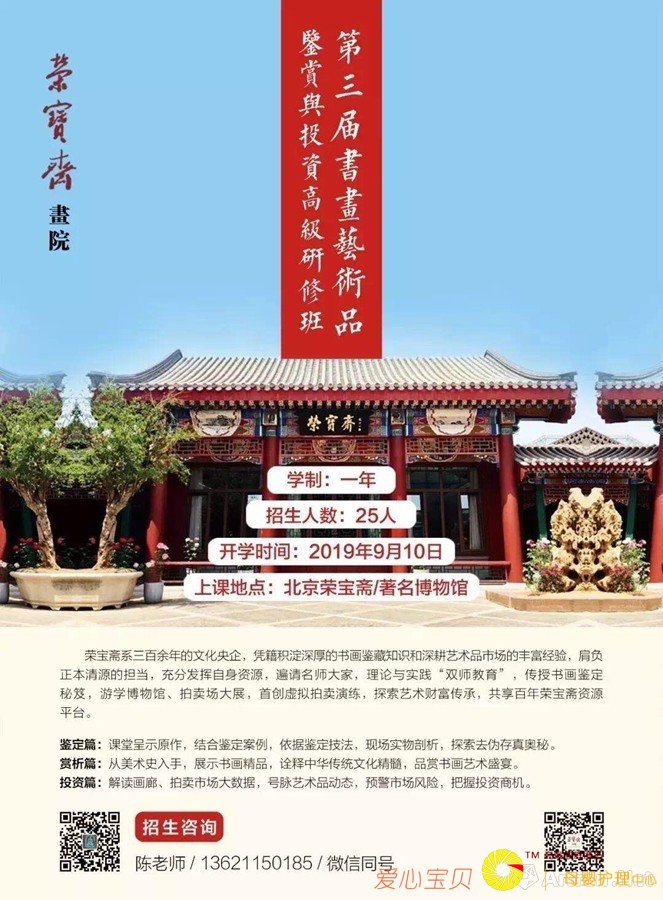 榮寶齋
畫院
第三届書畫藝術品
鑒賞與投資高級研修班
榮寳齋
学制：一年
招生人数：25人
开学时间：2019年9月10日
上课地点：北京荣宝斋/著名博物馆
荣宝斋系三百余年的文化央企，凭籍积淀深厚的书画鉴藏知识和深耕艺术品市场的丰富经验，肩负
正本清源的担当，充分发挥自身资源，遍请名师大家，理论与实践“双师教育”，传授书画鉴定
秘笈，游学博物馆、拍卖场大展，首创虚拟拍卖演练，探索艺术财富传承，共享百年荣宝斋资源
平台。
鉴定篇：课堂呈示原作，结合鉴定案例，依据鉴定技法，现场实物剖析，探索去伪存真奥秘。
赏析篇：从美术史入手，展示书画精品，诠释中华传统文化精髓，品赏书画艺术盛宴。
投资篇：解读画廊、拍卖市场大数据，号脉艺术品动态，预警市场风险，把握投资商机。
招生咨询
陈老师 / 13621150185 / 微信同号
爱心宝贝
TM
母婴护理中心